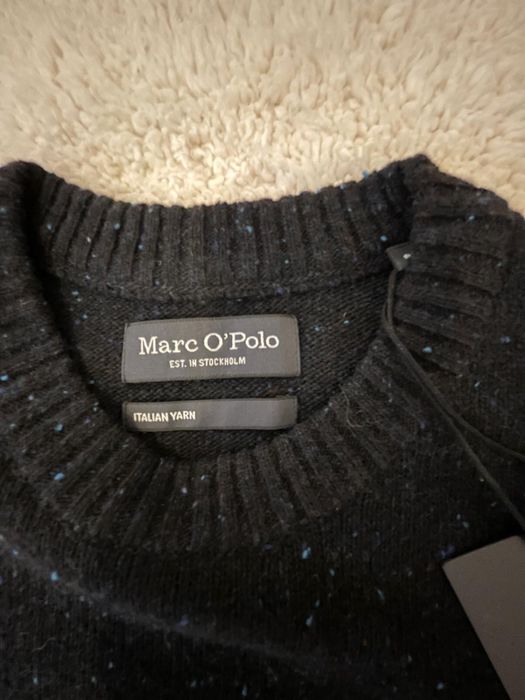 Marc O'Polo
EST. IN STOCKHOLM
ITALIAN YARN